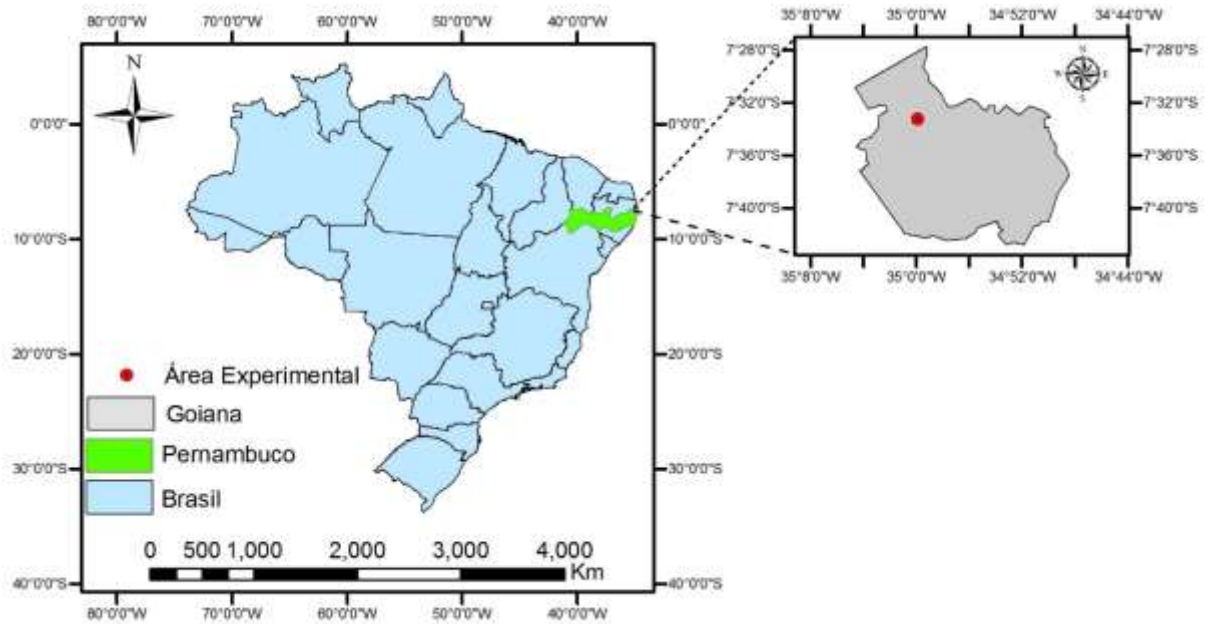 80°0'0"W 70°0'0"W 60°0'0"W 50°0'0"W 40°0'0"W
N
0°0'0" 0°0'0"
10°0'0"S 10°0'0"S
20°0'0"S 20°0'0"S
30°0'0"S 30°0'0"S
40°0'0"S 40°0'0"S
Área Experimental
Goiana
Pernambuco
Brasil
0 500 1,000 2,000 3,000 4,000
Km
80°0'0"W 70°0'0"W 60°0'0"W 50°0'0"W 40°0'0"W
35°8'0"W 35°0'0"W 34°52'0"W 34°44'0"W
7°28'0"S 7°28'0"S
N
W E
S
7°32'0"S 7°32'0"S
7°36'0"S 7°36'0"S
7°40'0"S 7°40'0"S
35°8'0"W 35°0'0"W 34°52'0"W 34°44'0"W